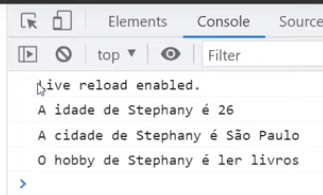 Elements Console Source
top ▼ Filter
Live reload enabled.
A idade de Stephany é 26
A cidade de Stephany é São Paulo
O hobby de Stephany é ler livros
>